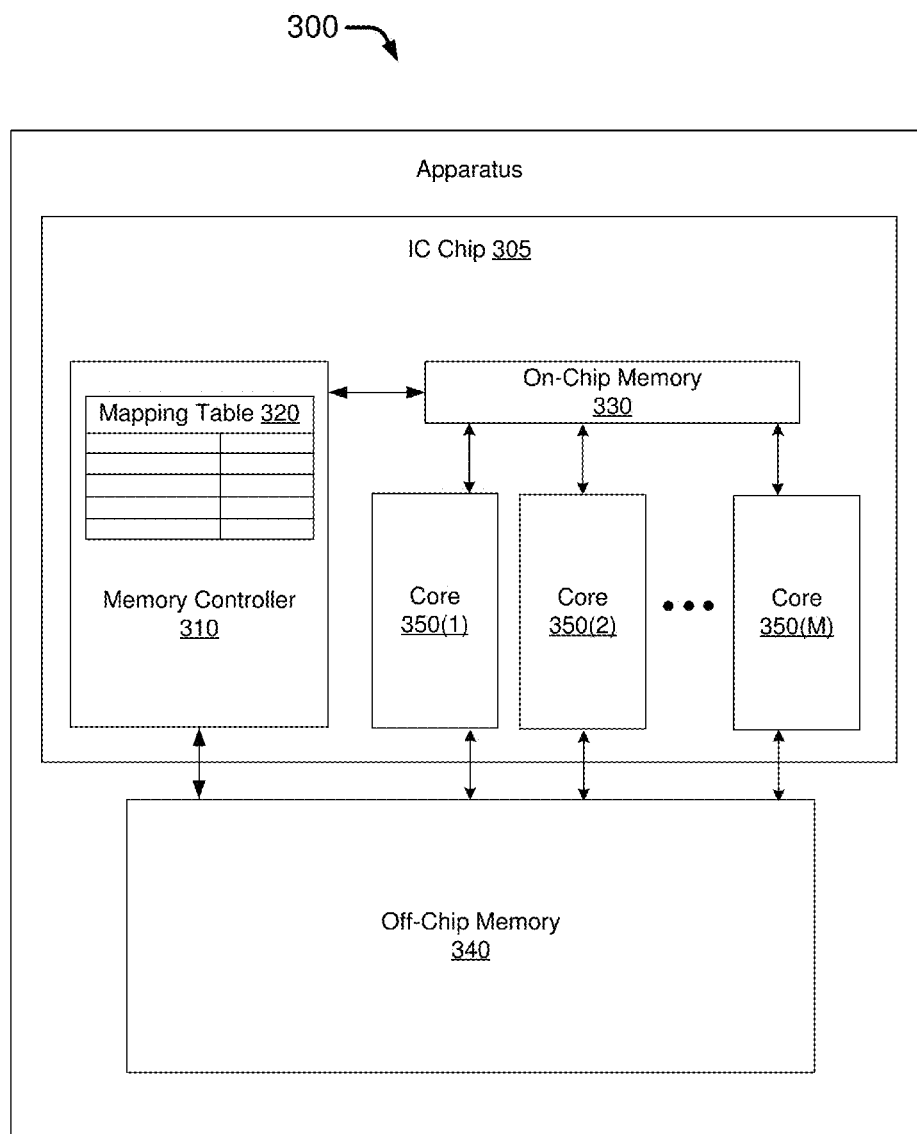 300
Apparatus
IC Chip 305
On-Chip Memory
330
Mapping Table 320
Memory Controller
310
Core
350(1)
Core
350(2)
Core
350(M)
Off-Chip Memory
340